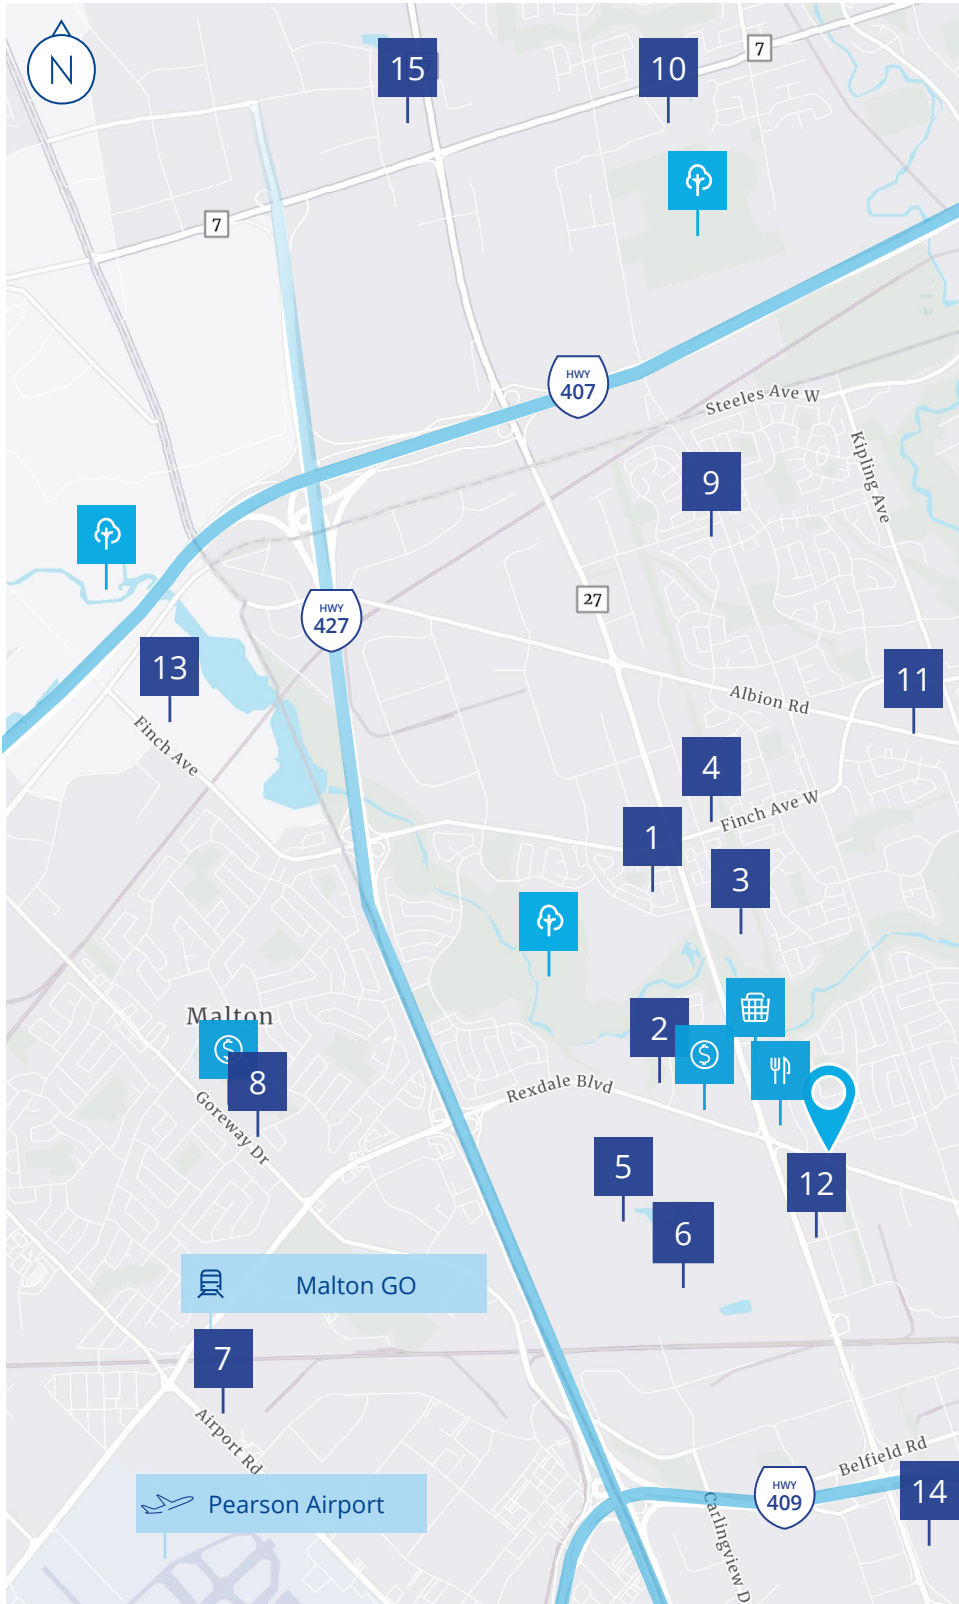 N
15
10
7
7
HWY
407
Steeles Ave W
Kipling Ave
9
27
HWY
427
13
11
Albion Rd
Finch Ave
4
Finch Ave W
1
3
Malton
2
$
$
8
Rexdale Blvd
Goreway Dr
5
12
6
Malton GO
7
Airport Rd
Belfield Rd
HWY
409
14
Pearson Airport
Carlingview D